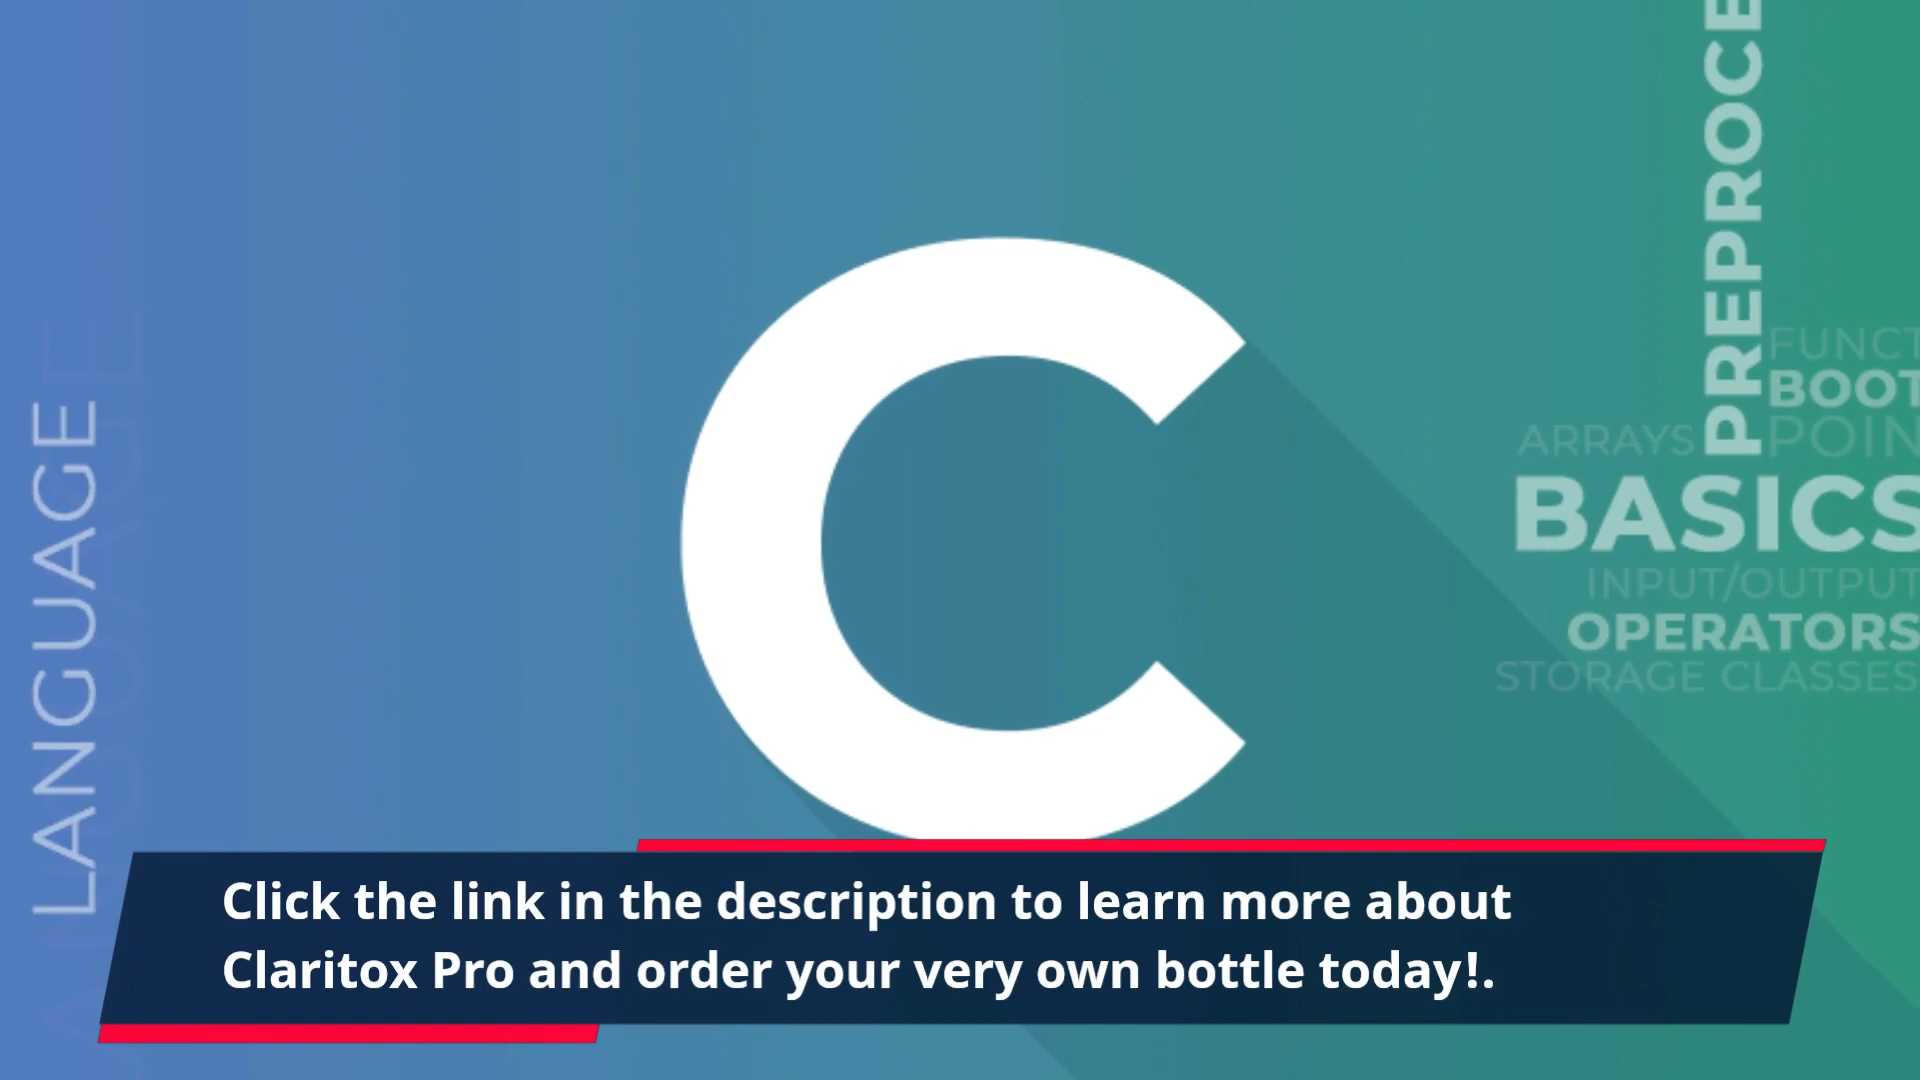 LANGUAGE
LANGUAGE
C
PREPROCE
FUNCT
BOOT
ARRAYS
POIN
BASICS
INPUT/OUTPUT
OPERATORS
STORAGE CLASSES
Click the link in the description to learn more about
Claritox Pro and order your very own bottle today!.